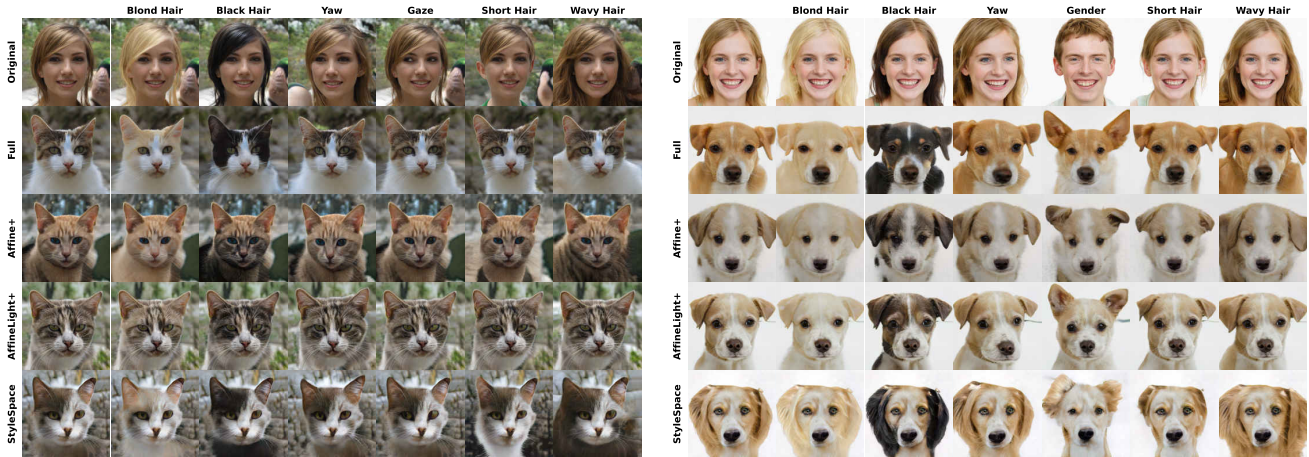 Blond Hair Black Hair Yaw Gaze Short Hair Wavy Hair
Original
Full
Affine+
AffineLight+
StyleSpace
Blond Hair Black Hair Yaw Gender Short Hair Wavy Hair
Original
Full
Affine+
AffineLight+
StyleSpace